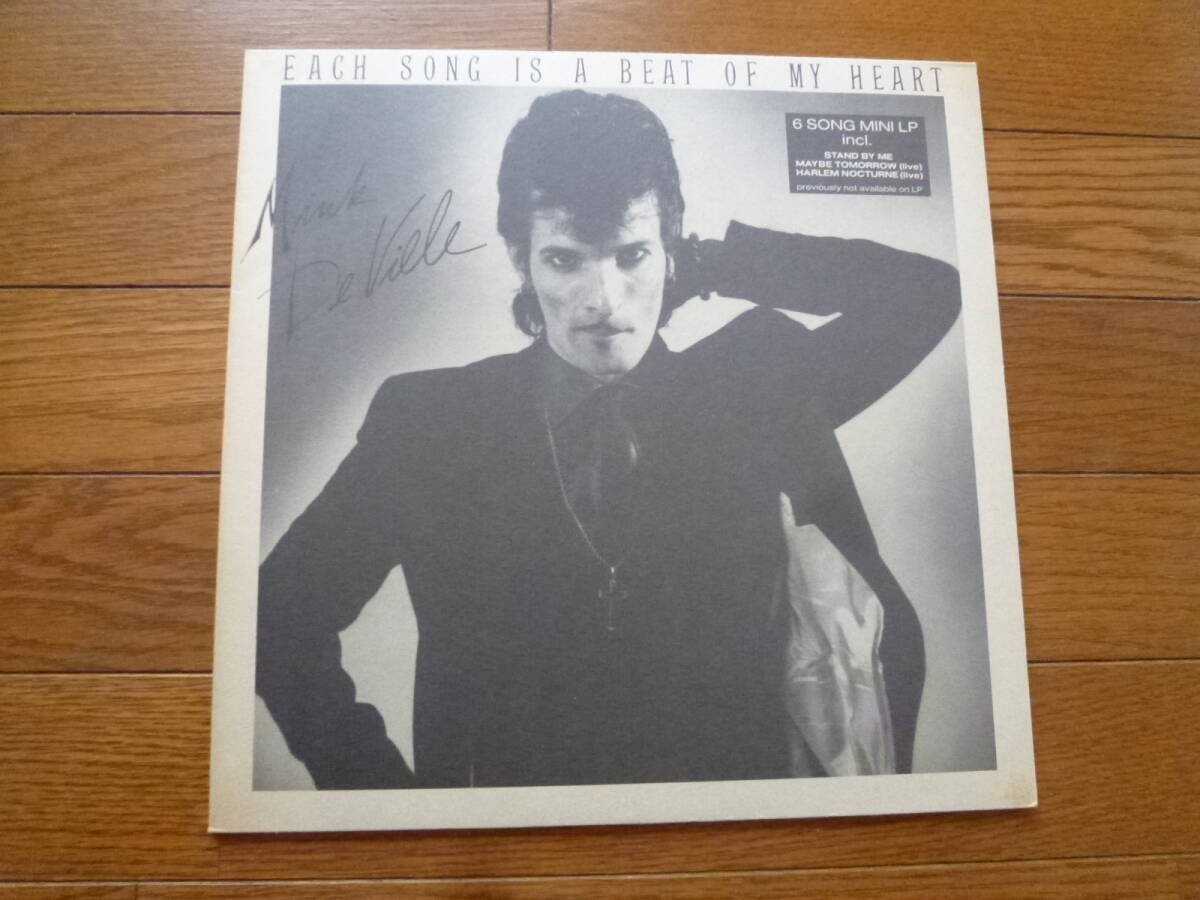 EACH SONG IS A BEAT OF MY HEART
6 SONG MINI LP
incl.
STAND BY ME
MAYBE TOMORROW (live)
HARLEM NOCTURNE (live)
previously not available on LP
Mink
DeVille